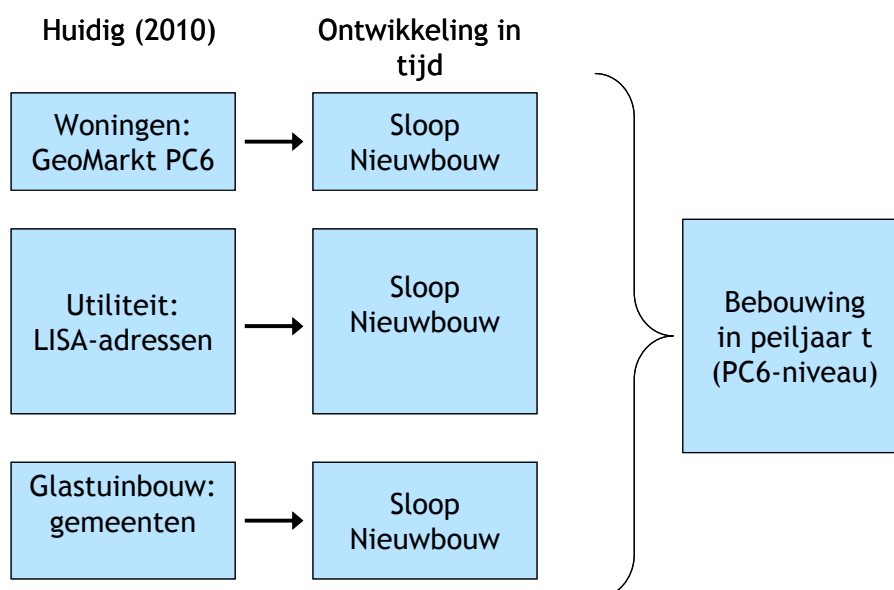 Huidig (2010)
Ontwikkeling in
tijd
Woningen:
GeoMarkt PC6
Sloop
Nieuwbouw
Utiliteit:
LISA-adressen
Sloop
Nieuwbouw
Glastuinbouw:
gemeenten
Sloop
Nieuwbouw
Bebouwing
in peiljaar t
(PC6-niveau)